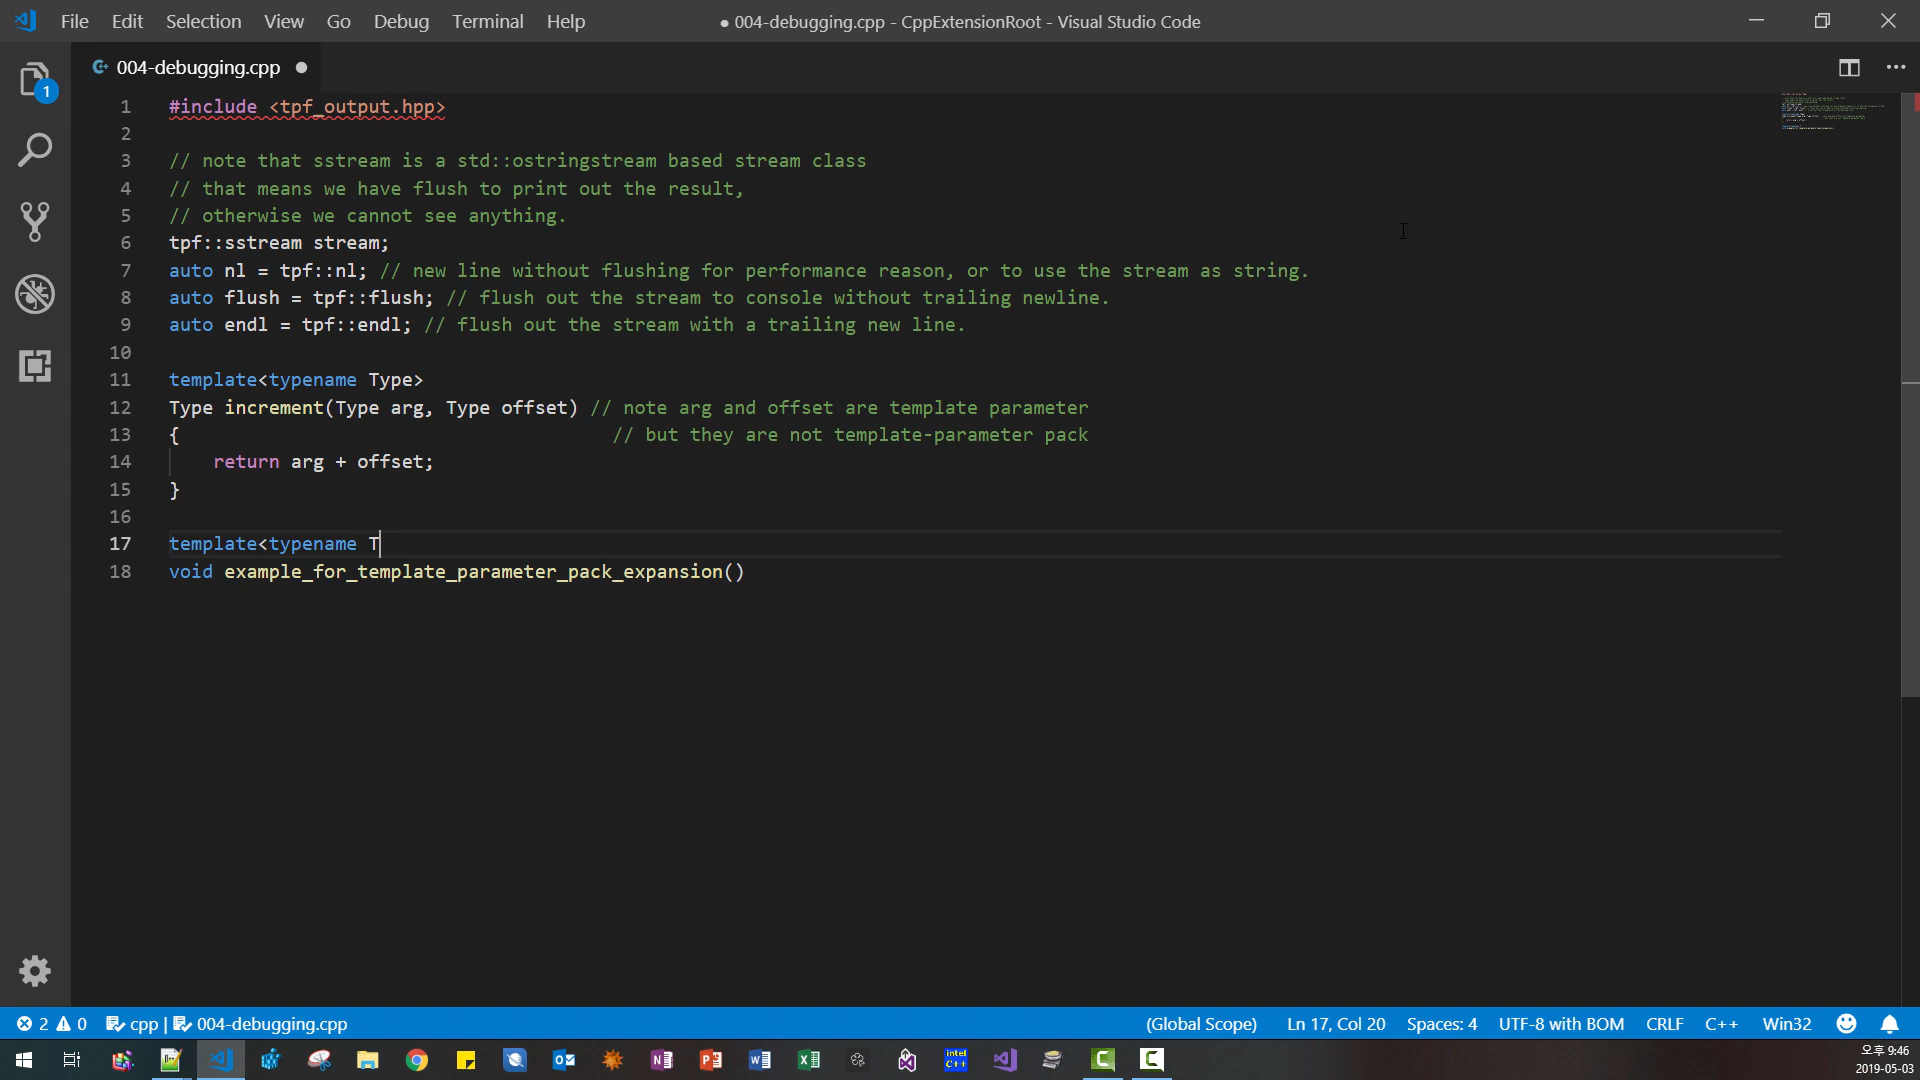 File Edit Selection View Go Debug Terminal Help
● 004-debugging.cpp - CppExtensionRoot - Visual Studio Code
004-debugging.cpp
1
1 #include <tpf_output.hpp>
2
3 // note that sstream is a std::ostringstream based stream class
4 // that means we have flush to print out the result,
5 // otherwise we cannot see anything.
6 tpf::sstream stream;
7 auto nl = tpf::nl; // new line without flushing for performance reason, or to use the stream as string.
8 auto flush = tpf::flush; // flush out the stream to console without trailing newline.
9 auto endl = tpf::endl; // flush out the stream with a trailing new line.
10
11 template<typename Type>
12 Type increment(Type arg, Type offset) // note arg and offset are template parameter
13 { // but they are not template-parameter pack
14 return arg + offset;
15 }
16
17 template<typename T
18 void example_for_template_parameter_pack_expansion()
2 0 cpp | 004-debugging.cpp (Global Scope) Ln 17, Col 20 Spaces: 4 UTF-8 with BOM CRLF C++ Win32
intel C++
오후 9:46
2019-05-03